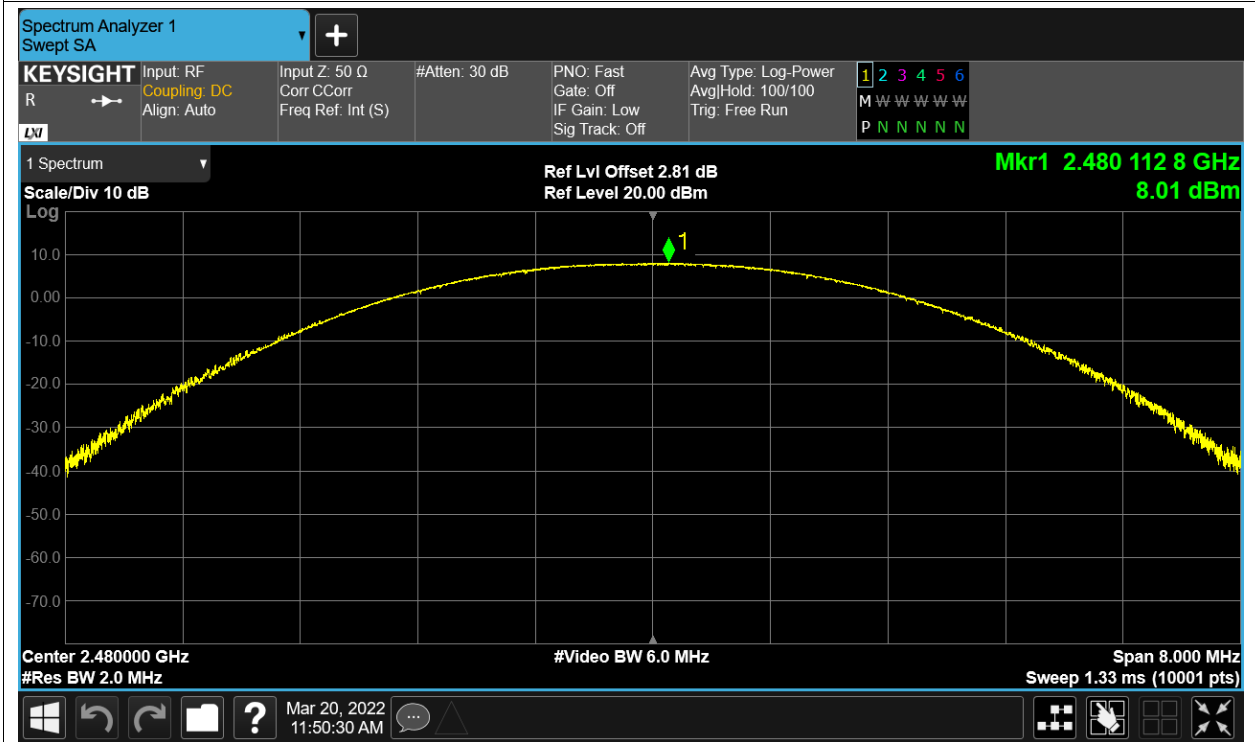 Spectrum Analyzer 1
Swept SA
+
KEYSIGHT
R
LXI
Input: RF
Coupling: DC
Align: Auto
Input Z: 50 Ω
Corr CCorr
Freq Ref: Int (S)
#Atten: 30 dB
PNO: Fast
Gate: Off
IF Gain: Low
Sig Track: Off
Avg Type: Log-Power
Avg|Hold: 100/100
Trig: Free Run
1 2 3 4 5 6
M W W W W W
P N N N N N
1 Spectrum
Scale/Div 10 dB
Log
Ref Lvl Offset 2.81 dB
Ref Level 20.00 dBm
Mkr1 2.480 112 8 GHz
8.01 dBm
1
10.0
0.00
-10.0
-20.0
-30.0
-40.0
-50.0
-60.0
-70.0
Center 2.480000 GHz
#Video BW 6.0 MHz
Span 8.000 MHz
#Res BW 2.0 MHz
Sweep 1.33 ms (10001 pts)
?
Mar 20, 2022
11:50:30 AM